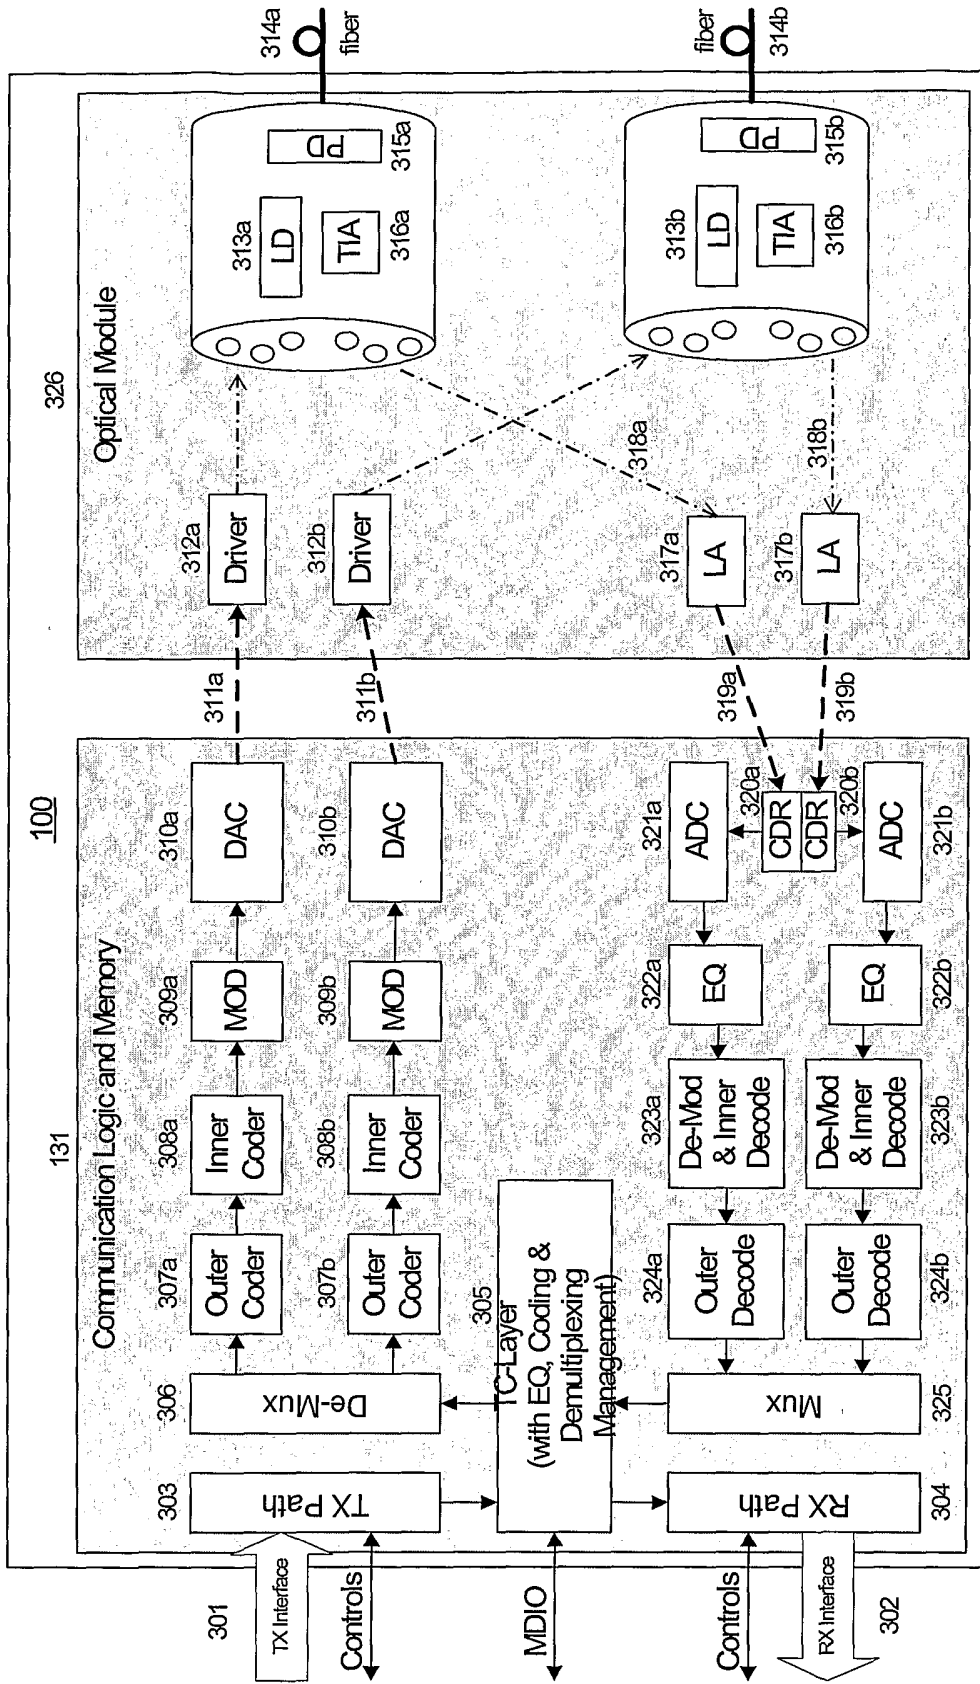 100
131
Communication Logic and Memory
326
Optical Module
301
TX Interface
Controls
MDIO
Controls
RX Interface
302
303
TX Path
304
RX Path
305
TC-Layer
(with EQ, Coding &
Demultiplexing
Management)
306
De-Mux
325
Mux
307a
Outer
Coder
308a
Inner
Coder
309a
MOD
310a
DAC
311a
312a
Driver
307b
Outer
Coder
308b
Inner
Coder
309b
MOD
310b
DAC
311b
312b
Driver
313a
LD
TIA
316a
PD
315a
314a
fiber
313b
LD
TIA
316b
PD
315b
fiber
314b
318a
317a
LA
319a
318b
317b
LA
319b
320a
CDR
CDR
320b
321a
ADC
322a
EQ
323a
De-Mod
& Inner
Decode
324a
Outer
Decode
ADC
321b
EQ
322b
De-Mod
& Inner
Decode
323b
Outer
Decode
324b